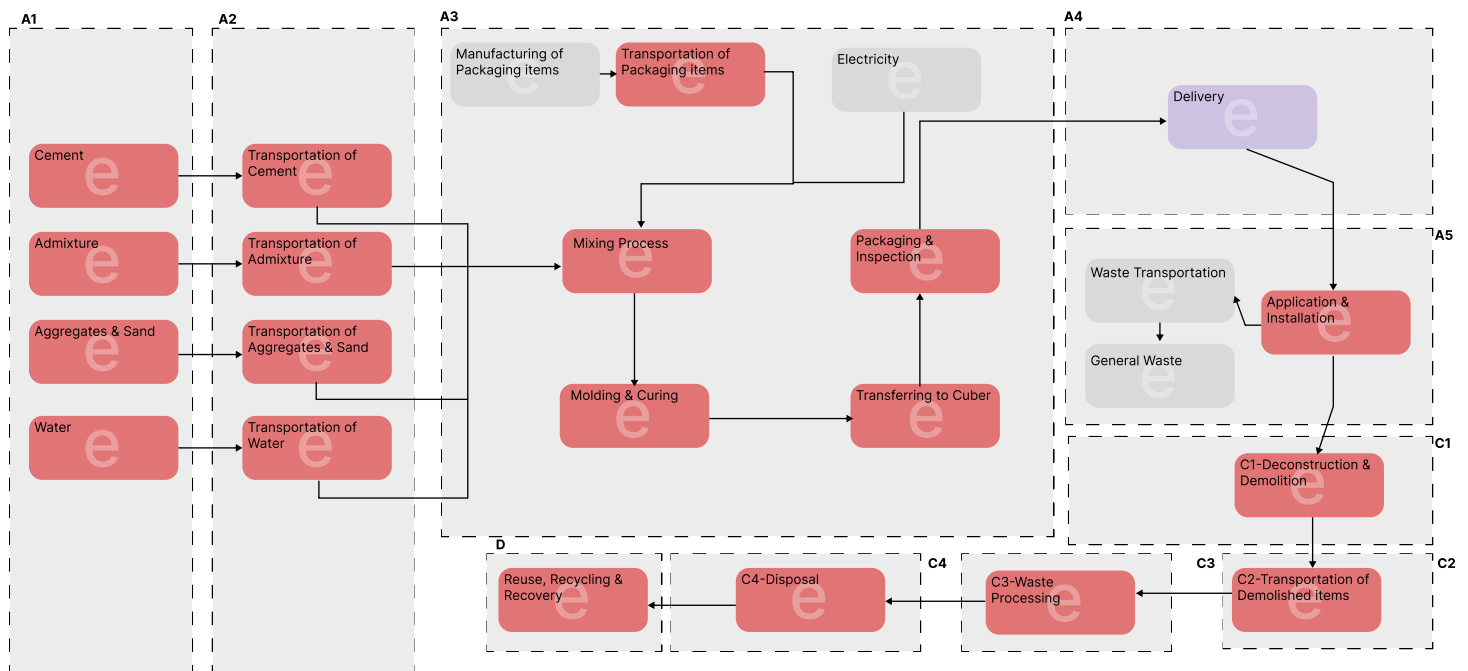 A1
A2
A3
A4
Manufacturing of
Packaging items
e
Transportation of
Packaging items
e
Electricity
e
Delivery
e
Cement
e
Transportation of
Cement
e
Admixture
e
Transportation of
Admixture
e
Mixing Process
e
Packaging &
Inspection
e
A5
Waste Transportation
e
Application &
Installation
e
Aggregates & Sand
e
Transportation of
Aggregates & Sand
e
General Waste
e
Molding & Curing
e
Transferring to Cuber
e
Water
e
Transportation of
Water
e
C1
C1-Deconstruction &
Demolition
e
D
Reuse, Recycling &
Recovery
e
C4
C4-Disposal
e
C3
C3-Waste
Processing
e
C2
C2-Transportation of
Demolished items
e